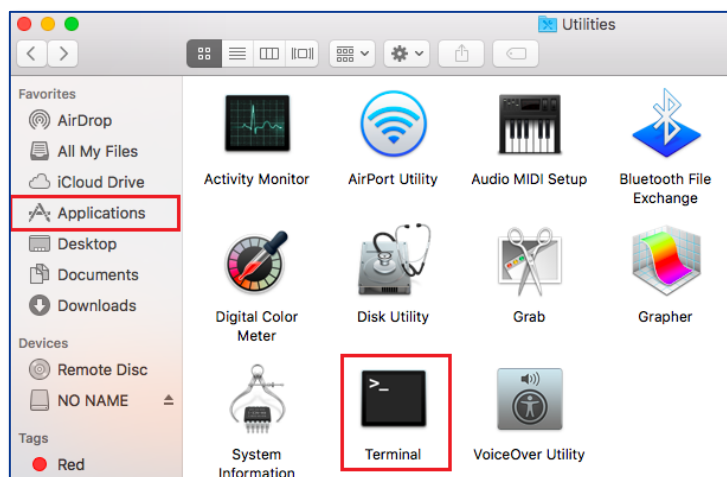 Utilities
Favorites
AirDrop
All My Files
iCloud Drive
Applications
Desktop
Documents
Downloads
Devices
Remote Disc
NO NAME
Tags
Red
Activity Monitor
AirPort Utility
Audio MIDI Setup
Bluetooth File
Exchange
Digital Color
Meter
Disk Utility
Grab
Grapher
System
Information
>_
Terminal
VoiceOver Utility